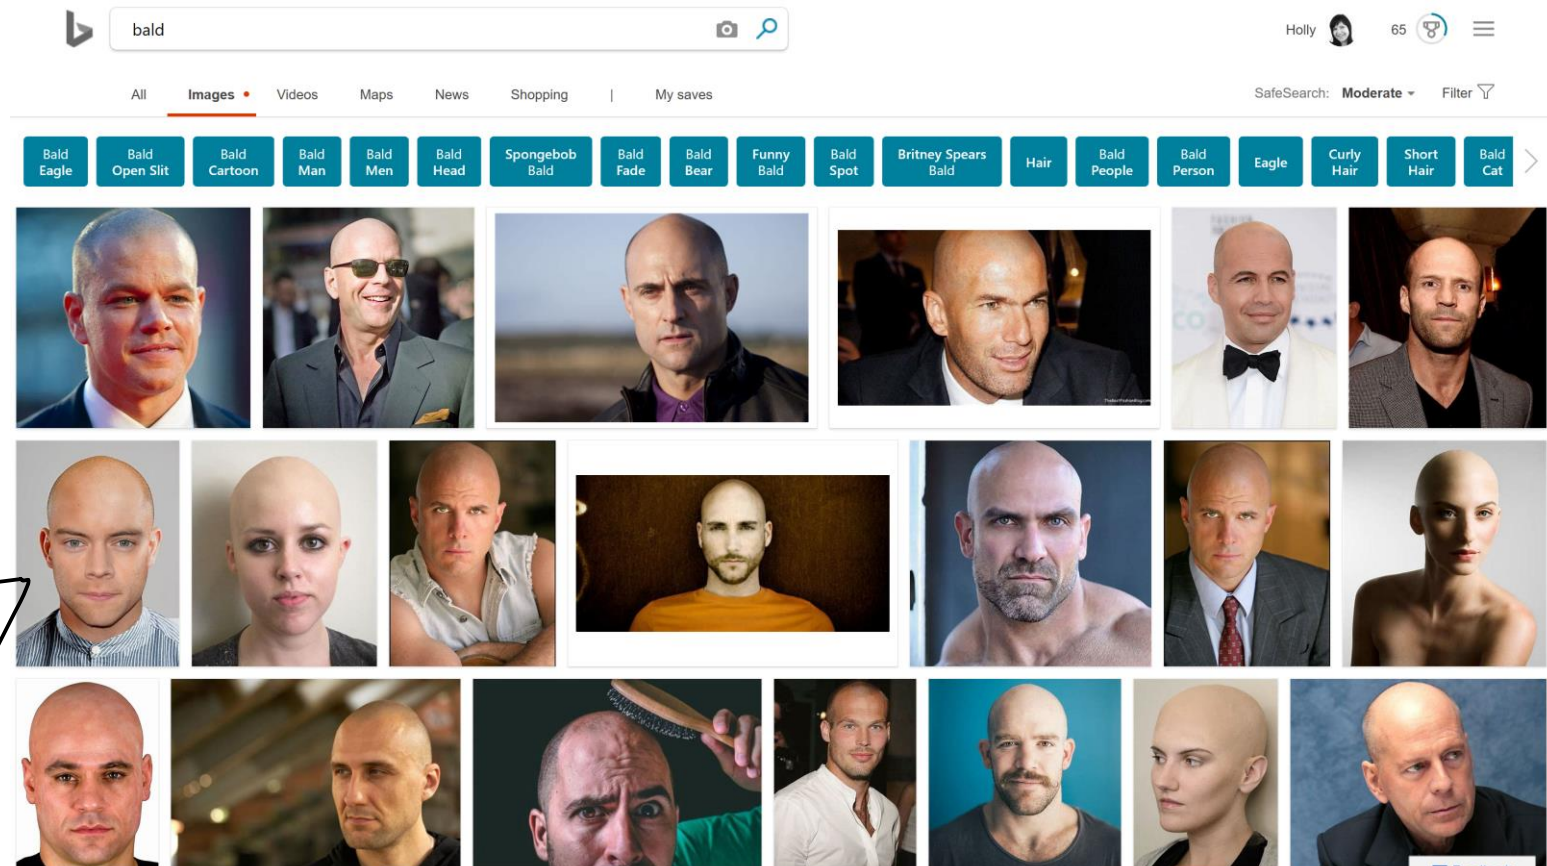 bald
Holly
65
All
Images
Videos
Maps
News
Shopping
|
My saves
SafeSearch:
Moderate
Filter
Bald
Eagle
Bald
Open Slit
Bald
Cartoon
Bald
Man
Bald
Men
Bald
Head
Spongebob
Bald
Bald
Fade
Bald
Bear
Funny
Bald
Bald
Spot
Britney Spears
Bald
Hair
Bald
People
Bald
Person
Eagle
Curly
Hair
Short
Hair
Bald
Cat